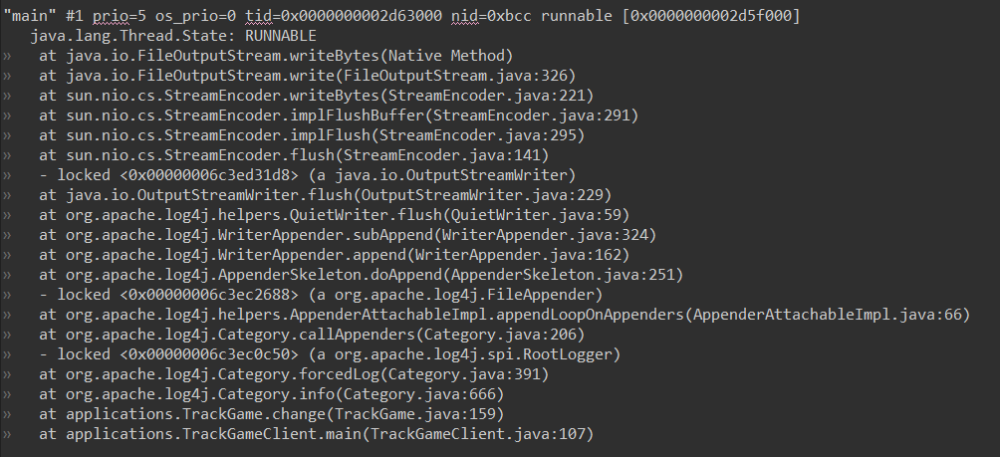 "main" #1 prio=5 os_prio=0 tid=0x0000000002d63000 nid=0xbcc runnable [0x0000000002d5f000]
java.lang.Thread.State: RUNNABLE
» at java.io.FileOutputStream.writeBytes(Native Method)
» at java.io.FileOutputStream.write(FileOutputStream.java:326)
» at sun.nio.cs.StreamEncoder.writeBytes(StreamEncoder.java:221)
» at sun.nio.cs.StreamEncoder.implFlushBuffer(StreamEncoder.java:291)
» at sun.nio.cs.StreamEncoder.implFlush(StreamEncoder.java:295)
» at sun.nio.cs.StreamEncoder.flush(StreamEncoder.java:141)
» - locked <0x00000006c3ed31d8> (a java.io.OutputStreamWriter)
» at java.io.OutputStreamWriter.flush(OutputStreamWriter.java:229)
» at org.apache.log4j.helpers.QuietWriter.flush(QuietWriter.java:59)
» at org.apache.log4j.WriterAppender.subAppend(WriterAppender.java:324)
» at org.apache.log4j.WriterAppender.append(WriterAppender.java:162)
» at org.apache.log4j.AppenderSkeleton.doAppend(AppenderSkeleton.java:251)
» - locked <0x00000006c3ec2688> (a org.apache.log4j.FileAppender)
» at org.apache.log4j.helpers.AppenderAttachableImpl.appendLoopOnAppenders(AppenderAttachableImpl.java:66)
» at org.apache.log4j.Category.callAppenders(Category.java:206)
» - locked <0x00000006c3ec0c50> (a org.apache.log4j.spi.RootLogger)
» at org.apache.log4j.Category.forcedLog(Category.java:391)
» at org.apache.log4j.Category.info(Category.java:666)
» at applications.TrackGame.change(TrackGame.java:159)
» at applications.TrackGameClient.main(TrackGameClient.java:107)